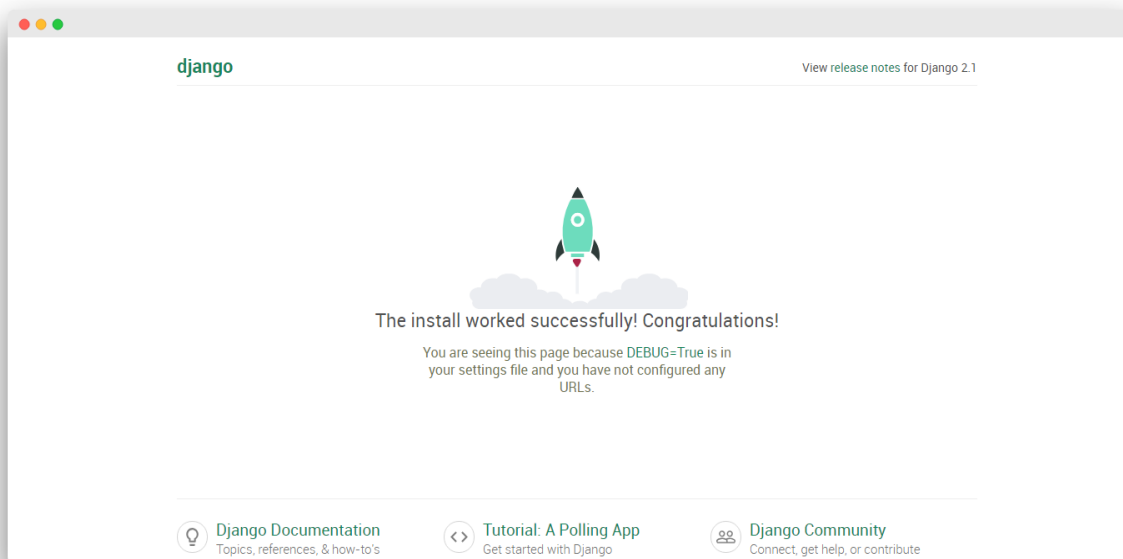 django
View release notes for Django 2.1
The install worked successfully! Congratulations!
You are seeing this page because DEBUG=True is in
your settings file and you have not configured any
URLs.
Django Documentation
Topics, references, & how-to's
Tutorial: A Polling App
Get started with Django
Django Community
Connect, get help, or contribute